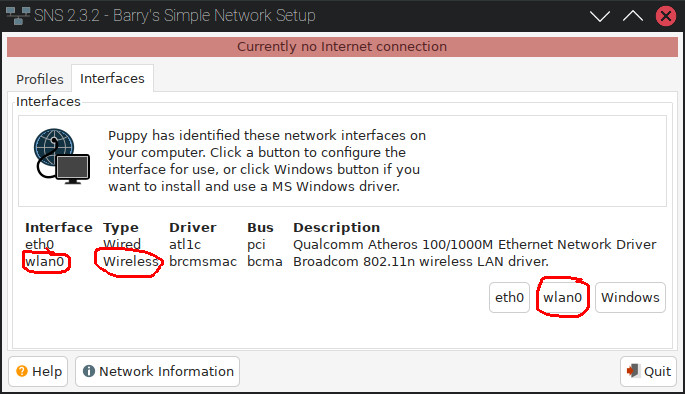 SNS 2.3.2 - Barry's Simple Network Setup
Currently no Internet connection
Profiles Interfaces
Interfaces
Puppy has identified these network interfaces on
your computer. Click a button to configure the
interface for use, or click Windows button if you
want to install and use a MS Windows driver.
Interface Type Driver Bus Description
eth0 Wired atl1c pci Qualcomm Atheros 100/1000M Ethernet Network Driver
wlan0 Wireless brcmsmac bcma Broadcom 802.11n wireless LAN driver.
eth0 wlan0 Windows
Help Network Information Quit